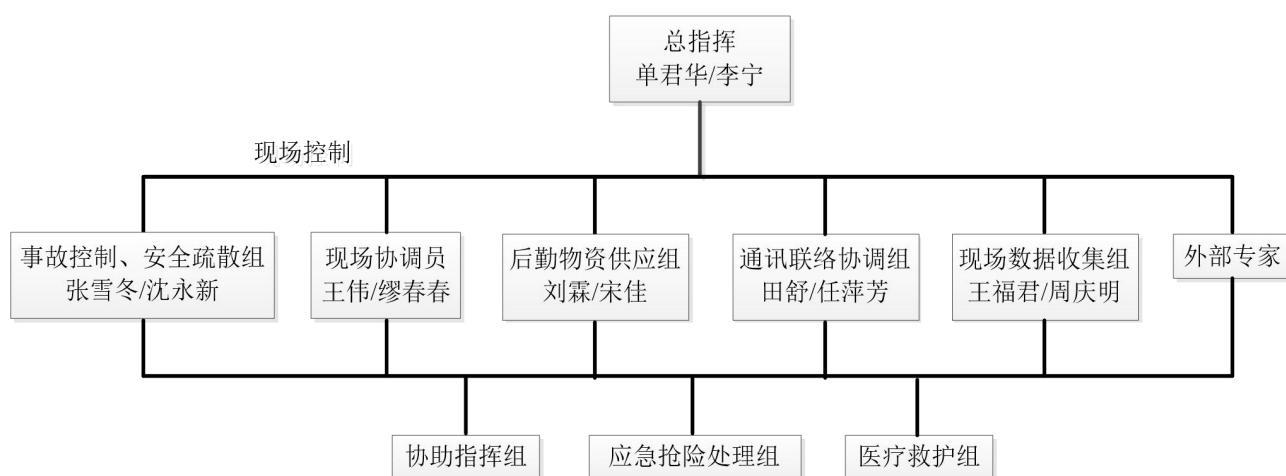 总指挥
单君华/李宁
现场控制
事故控制、安全疏散组
张雪冬/沈永新
现场协调员
王伟/缪春春
后勤物资供应组
刘霖/宋佳
通讯联络协调组
田舒/任萍芳
现场数据收集组
王福君/周庆明
外部专家
协助指挥组
应急抢险处理组
医疗救护组